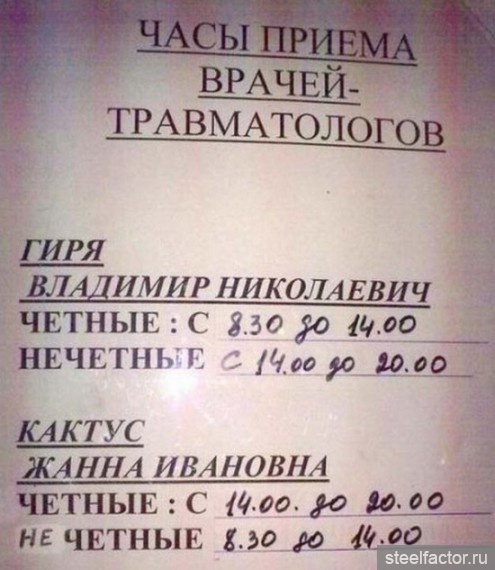 ЧАСЫ ПРИЕМА
ВРАЧЕЙ-
ТРАВМАТОЛОГОВ
ГИРЯ
ВЛАДИМИР НИКОЛАЕВИЧ
ЧЕТНЫЕ : С 8.30 до 14.00
НЕЧЕТНЫЕ С 14.00 до 20.00
КАКТУС
ЖАННА ИВАНОВНА
ЧЕТНЫЕ : С 14.00. до 20.00
НЕ ЧЕТНЫЕ 8.30 до 14.00
steelfactor.ru